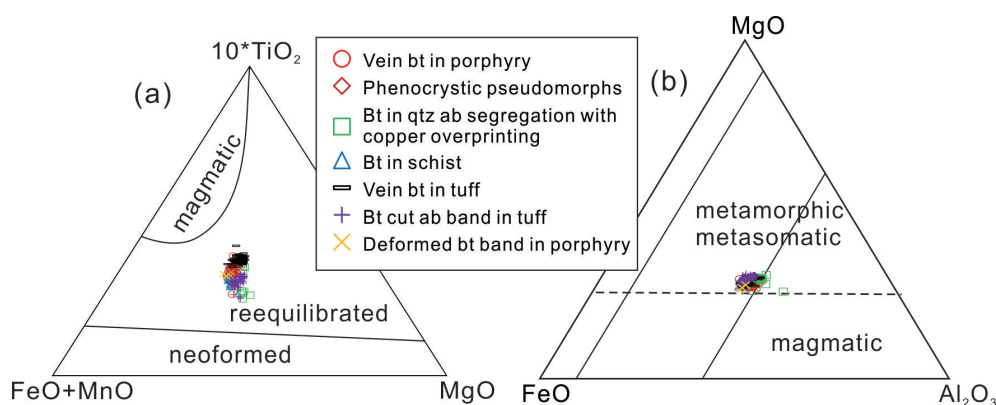 (a)
10*TiO₂
magmatic
reequilibrated
neoformed
FeO+MnO
MgO
Vein bt in porphyry
Phenocrystic pseudomorphs
Bt in qtz ab segregation with
copper overprinting
Bt in schist
Vein bt in tuff
Bt cut ab band in tuff
Deformed bt band in porphyry
(b)
MgO
metamorphic
metasomatic
magmatic
FeO
Al₂O₃